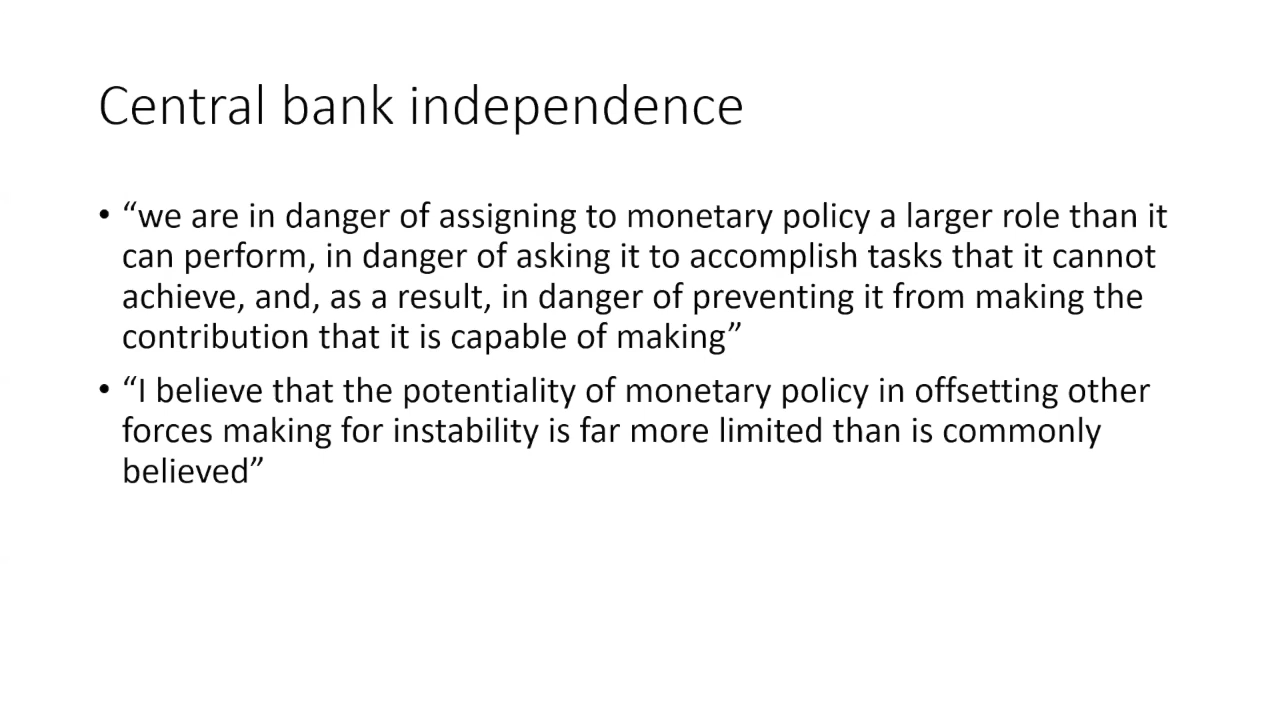 Central bank independence
• “we are in danger of assigning to monetary policy a larger role than it
can perform, in danger of asking it to accomplish tasks that it cannot
achieve, and, as a result, in danger of preventing it from making the
contribution that it is capable of making”
• “I believe that the potentiality of monetary policy in offsetting other
forces making for instability is far more limited than is commonly
believed”